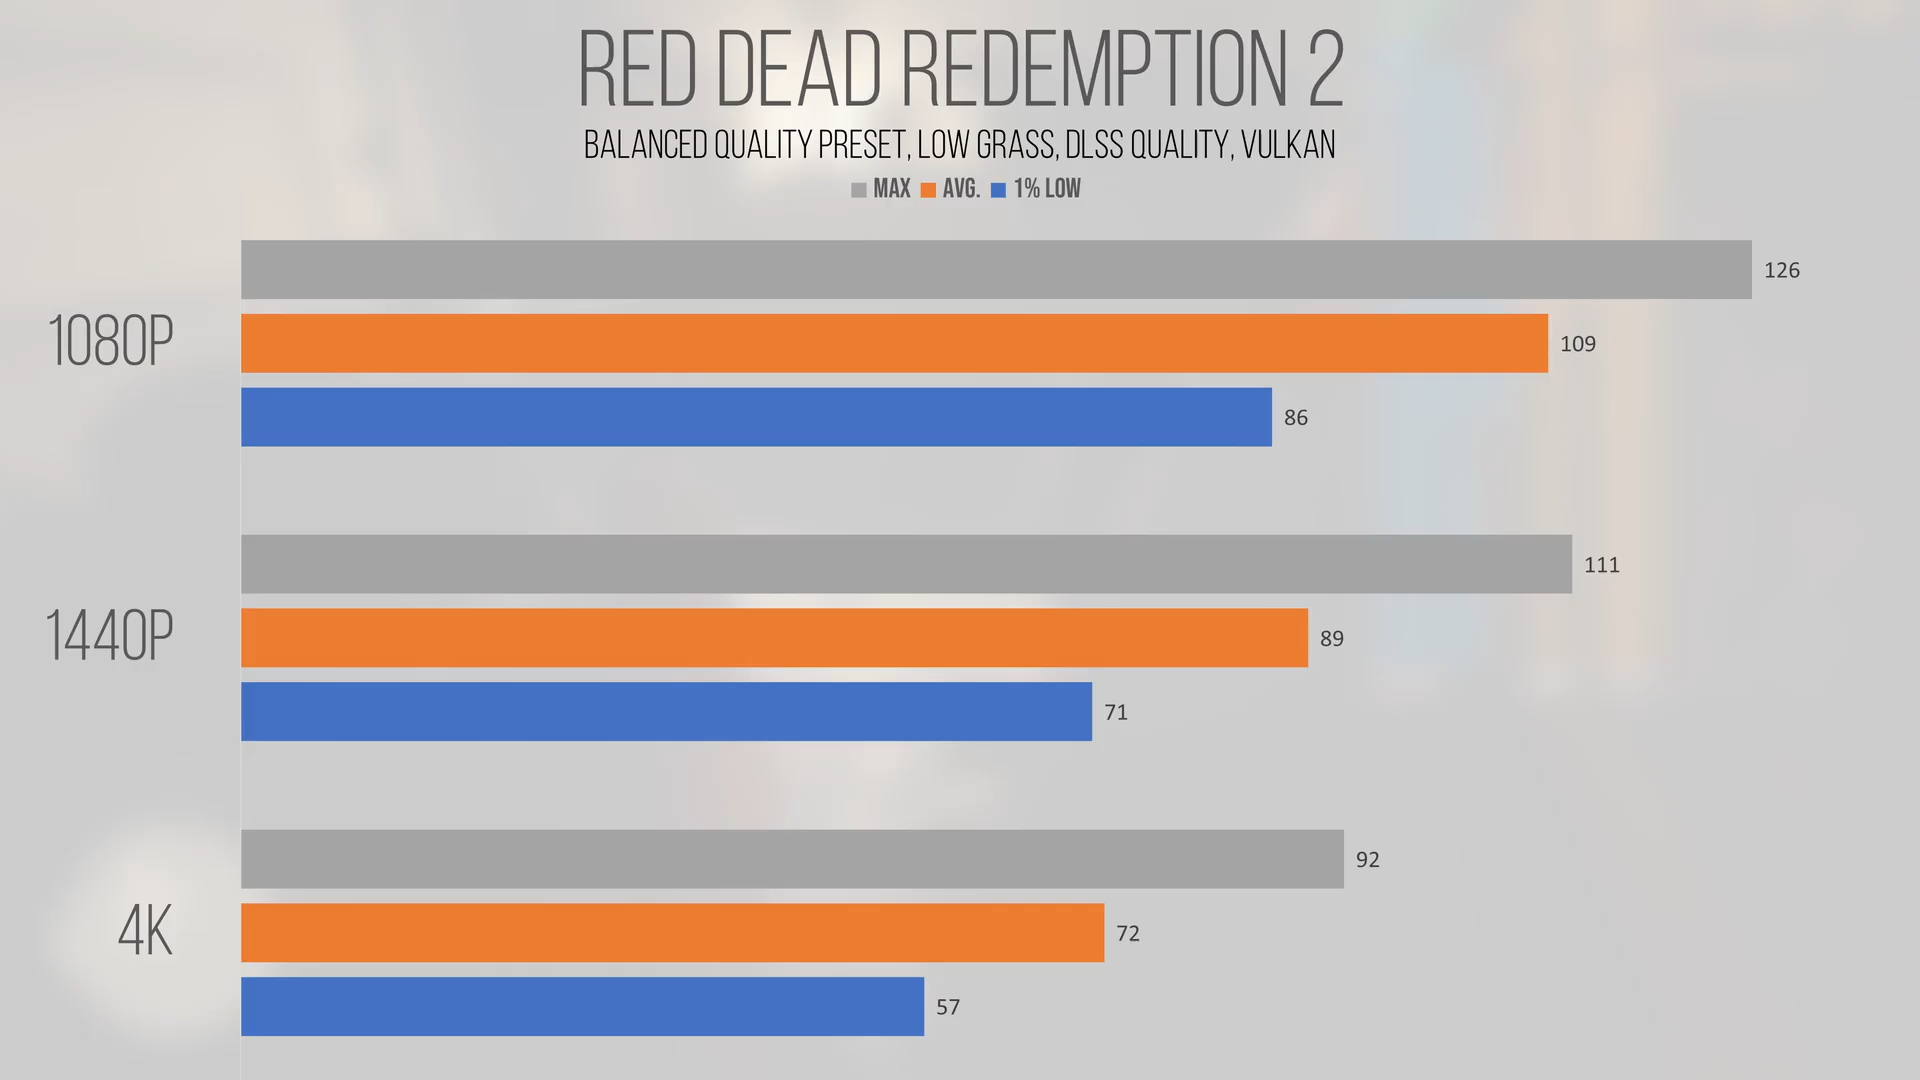 RED DEAD REDEMPTION 2
BALANCED QUALITY PRESET, LOW GRASS, DLSS QUALITY, VULKAN
MAX AVG. 1% LOW
126
1080P
109
86
111
1440P
89
71
92
4K
72
57